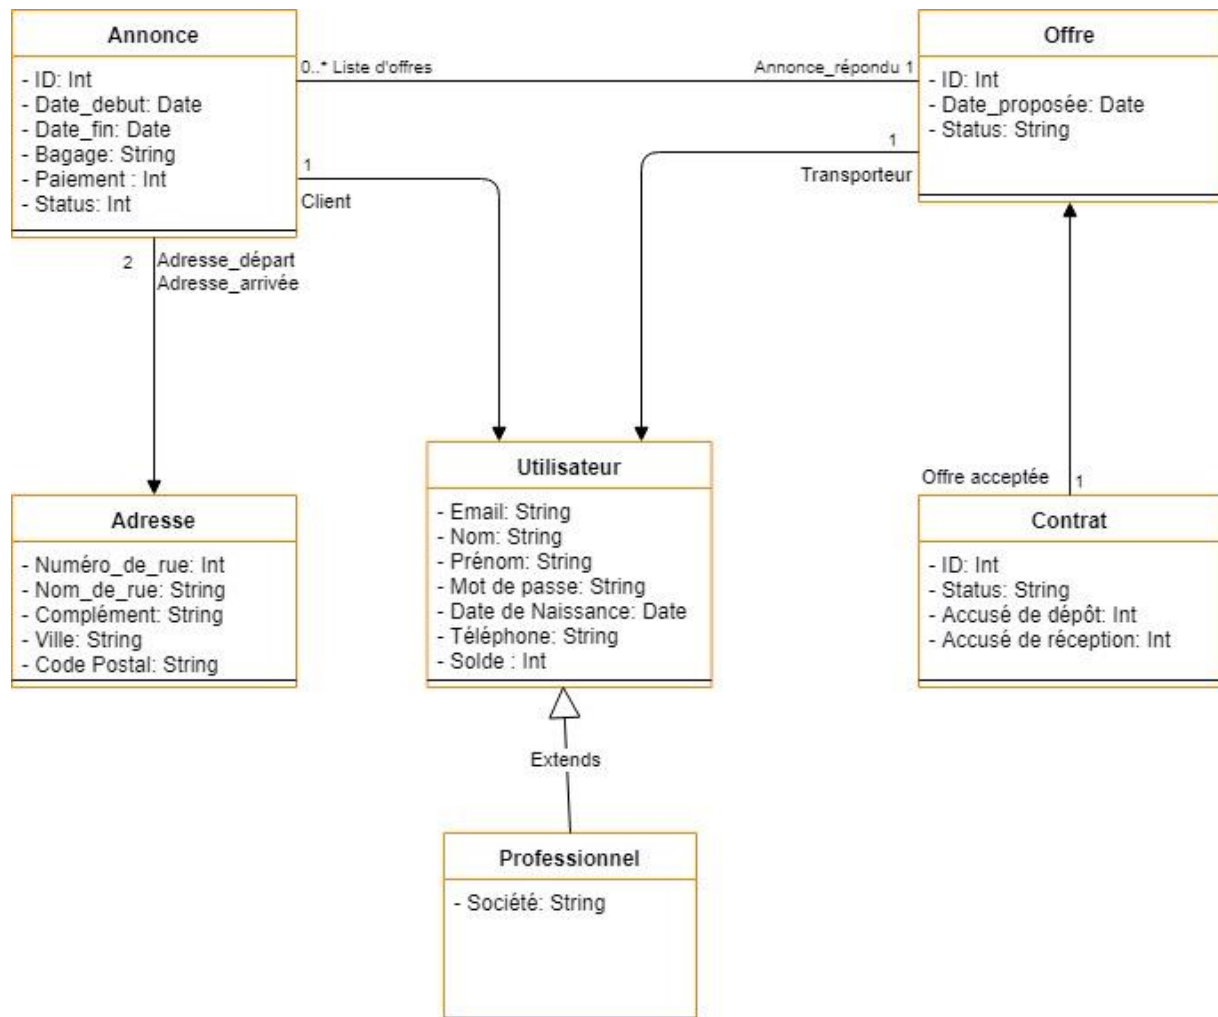 Annonce
- ID: Int
- Date_debut: Date
- Date_fin: Date
- Bagage: String
- Paiement : Int
- Status: Int
0..* Liste d'offres
Annonce_répondu 1
Offre
- ID: Int
- Date_proposée: Date
- Status: String
1
Client
1
Transporteur
2
Adresse_départ
Adresse_arrivée
Adresse
- Numéro_de_rue: Int
- Nom_de_rue: String
- Complément: String
- Ville: String
- Code Postal: String
Utilisateur
- Email: String
- Nom: String
- Prénom: String
- Mot de passe: String
- Date de Naissance: Date
- Téléphone: String
- Solde : Int
Offre acceptée
1
Contrat
- ID: Int
- Status: String
- Accusé de dépôt: Int
- Accusé de réception: Int
Extends
Professionnel
- Société: String